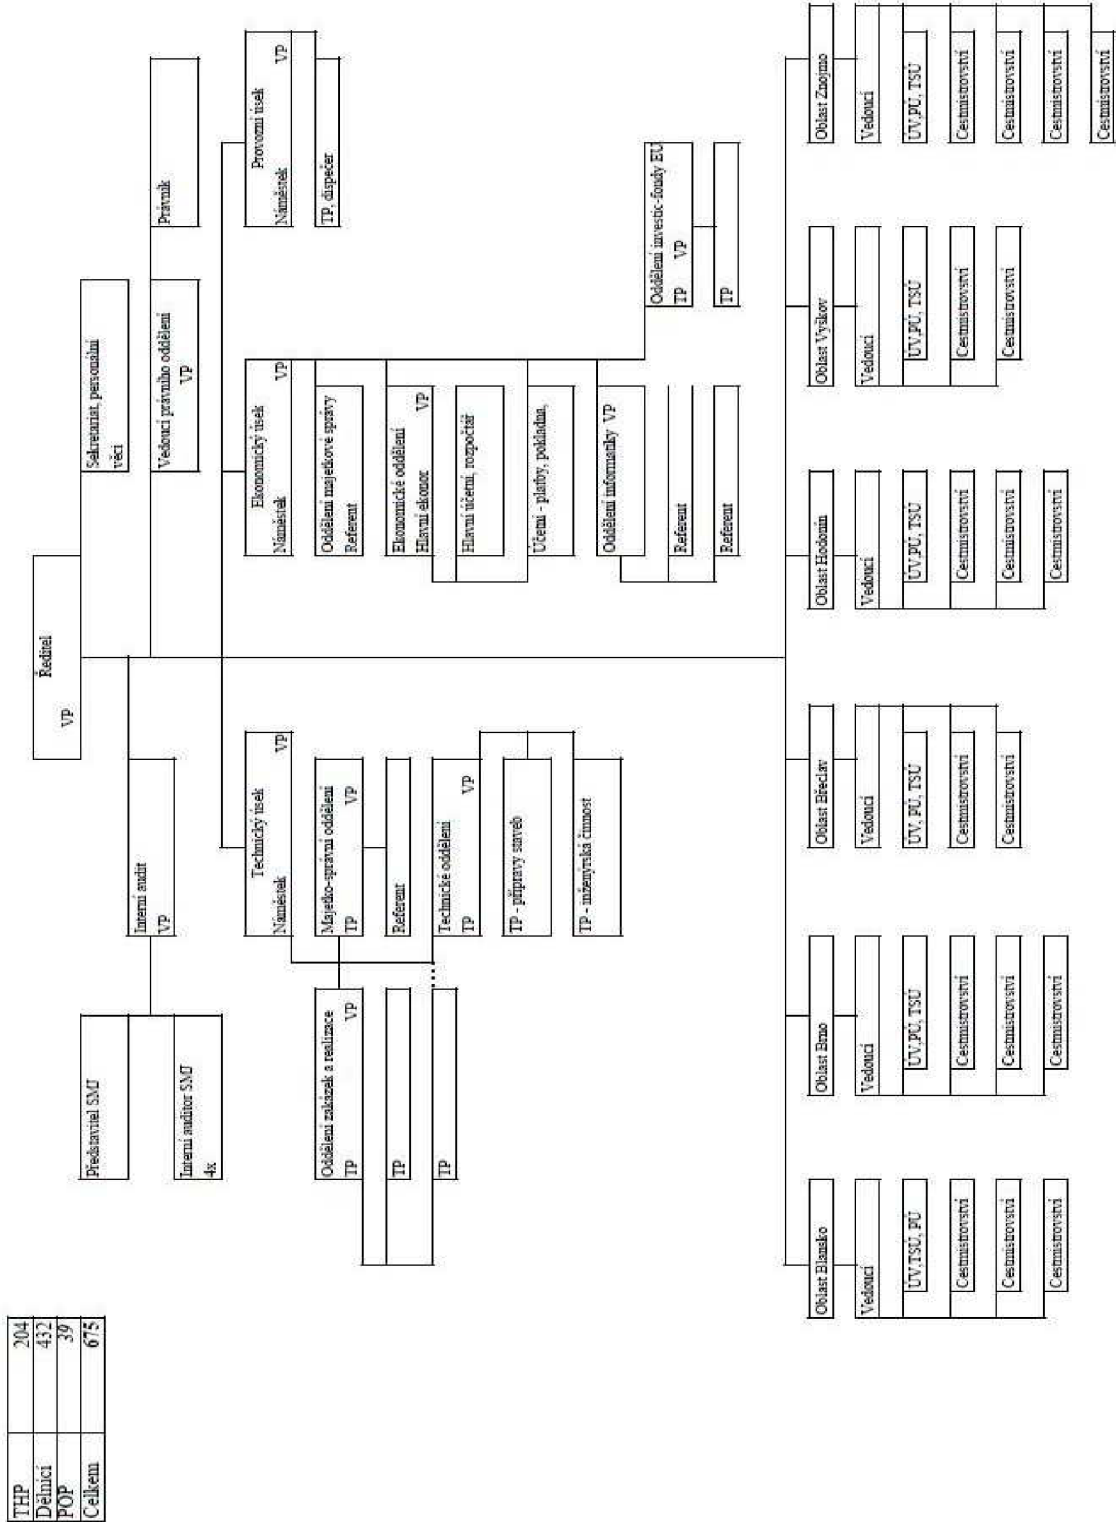 THP 204
Dělníci 432
POP 39
Celkem 675
Ředitel
VP
Sekretariát, personální
věci
Představitel SMJ
Interní audit
VP
Interní auditor SMJ
4x
Vedoucí právního oddělení
VP
Právník
Technický úsek
Náměstek VP
Ekonomický úsek
Náměstek VP
Provozní úsek
Náměstek VP
Oddělení zakázek a realizace
TP VP
TP
TP
Majetko-správní oddělení
TP VP
Referent
Technické oddělení
TP VP
TP - přípravy staveb
TP - inženýrská činnost
Oddělení majetkové správy
Referent
Ekonomické oddělení
Hlavní ekonor VP
Hlavní účetní, rozpočtář
Účetní - platby, pokladna,
Oddělení informatiky VP
Referent
Referent
TP, dispečer
Oddělení investic-fondy EU
TP VP
TP
Oblast Blansko
Vedoucí
ÚV,TSÚ, PÚ
Cestmistrovství
Cestmistrovství
Cestmistrovství
Oblast Brno
Vedoucí
ÚV,PÚ, TSÚ
Cestmistrovství
Cestmistrovství
Cestmistrovství
Oblast Břeclav
Vedoucí
ÚV, PÚ, TSÚ
Cestmistrovství
Cestmistrovství
Oblast Hodonín
Vedoucí
ÚV,PÚ, TSÚ
Cestmistrovství
Cestmistrovství
Cestmistrovství
Oblast Vyškov
Vedoucí
ÚV,PÚ, TSÚ
Cestmistrovství
Cestmistrovství
Oblast Znojmo
Vedoucí
ÚV,PÚ, TSÚ
Cestmistrovství
Cestmistrovství
Cestmistrovství
Cestmistrovství